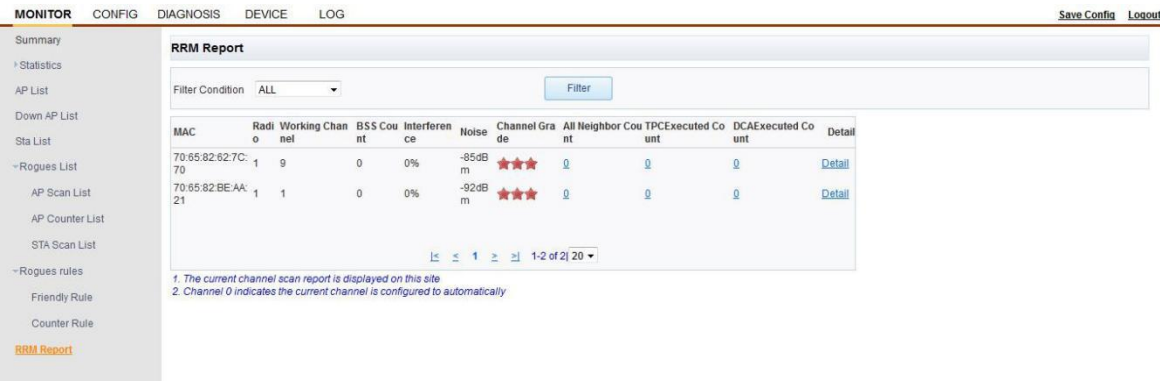 MONITOR CONFIG DIAGNOSIS DEVICE LOG Save Config Logout
Summary
Statistics
AP List
Down AP List
Sta List
Rogues List
AP Scan List
AP Counter List
STA Scan List
Rogues rules
Friendly Rule
Counter Rule
RRM Report
RRM Report
Filter Condition ALL Filter
MAC Radi Working Chan BSS Cou Interferen Noise Channel Gra All Neighbor Cou TPCExecuted Co DCAExecuted Co Detail
o nnel nt ce de nt unt unt
70:65:82:62:7C: 1 9 0 0% -85dB 0 0 0 Detail
70 m
70:65:82:BE:AA: 1 1 0 0% -92dB 0 0 0 Detail
21 m
|< < 1 > >| 1-2 of 2| 20
1. The current channel scan report is displayed on this site
2. Channel 0 indicates the current channel is configured to automatically